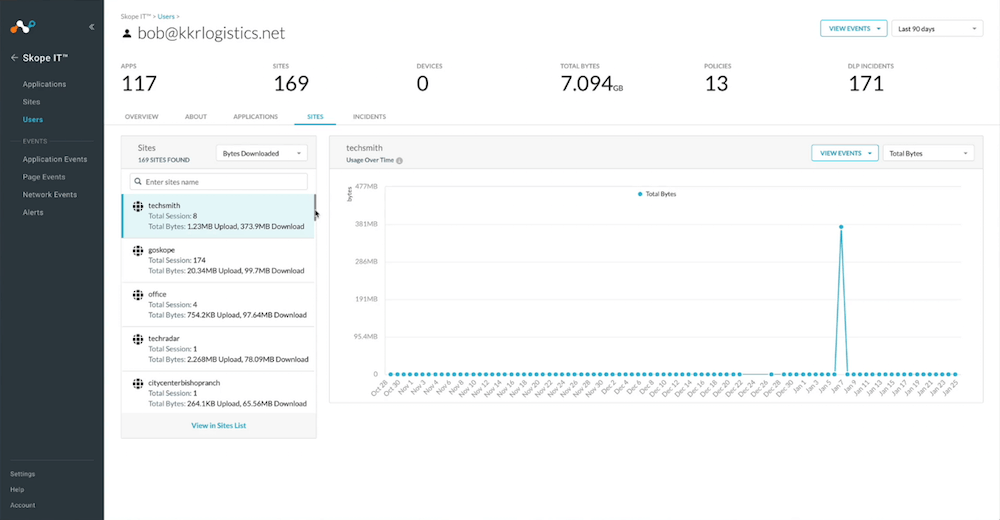 Skope IT™ > Users >
bob@kkrlogistics.net
VIEW EVENTS
Last 90 days
Skope IT™
Applications
Sites
Users
EVENTS
Application Events
Page Events
Network Events
Alerts
Settings
Help
Account
APPS
117
SITES
169
DEVICES
0
TOTAL BYTES
7.094GB
POLICIES
13
DLP INCIDENTS
171
OVERVIEW ABOUT APPLICATIONS SITES INCIDENTS
Sites
169 SITES FOUND
Bytes Downloaded
Enter sites name
techsmith
Total Session: 8
Total Bytes: 1.23MB Upload, 373.9MB Download
goskope
Total Session: 174
Total Bytes: 20.34MB Upload, 99.7MB Download
office
Total Session: 4
Total Bytes: 754.2KB Upload, 97.64MB Download
techradar
Total Session: 1
Total Bytes: 2.268MB Upload, 78.09MB Download
citycenterbishopranch
Total Session: 1
Total Bytes: 264.1KB Upload, 65.56MB Download
View in Sites List
techsmith
Usage Over Time
VIEW EVENTS
Total Bytes
bytes
Total Bytes
477MB
381MB
286MB
191MB
95.4MB
0
Oct 28 Oct 30 Nov 1 Nov 3 Nov 4 Nov 6 Nov 8 Nov 10 Nov 12 Nov 14 Nov 16 Nov 18 Nov 20 Nov 22 Nov 24 Nov 26 Nov 28 Nov 30 Dec 2 Dec 4 Dec 6 Dec 8 Dec 10 Dec 12 Dec 14 Dec 16 Dec 18 Dec 20 Dec 22 Dec 24 Dec 26 Dec 28 Dec 30 Jan 1 Jan 3 Jan 5 Jan 7 Jan 9 Jan 11 Jan 13 Jan 15 Jan 17 Jan 19 Jan 21 Jan 23 Jan 25